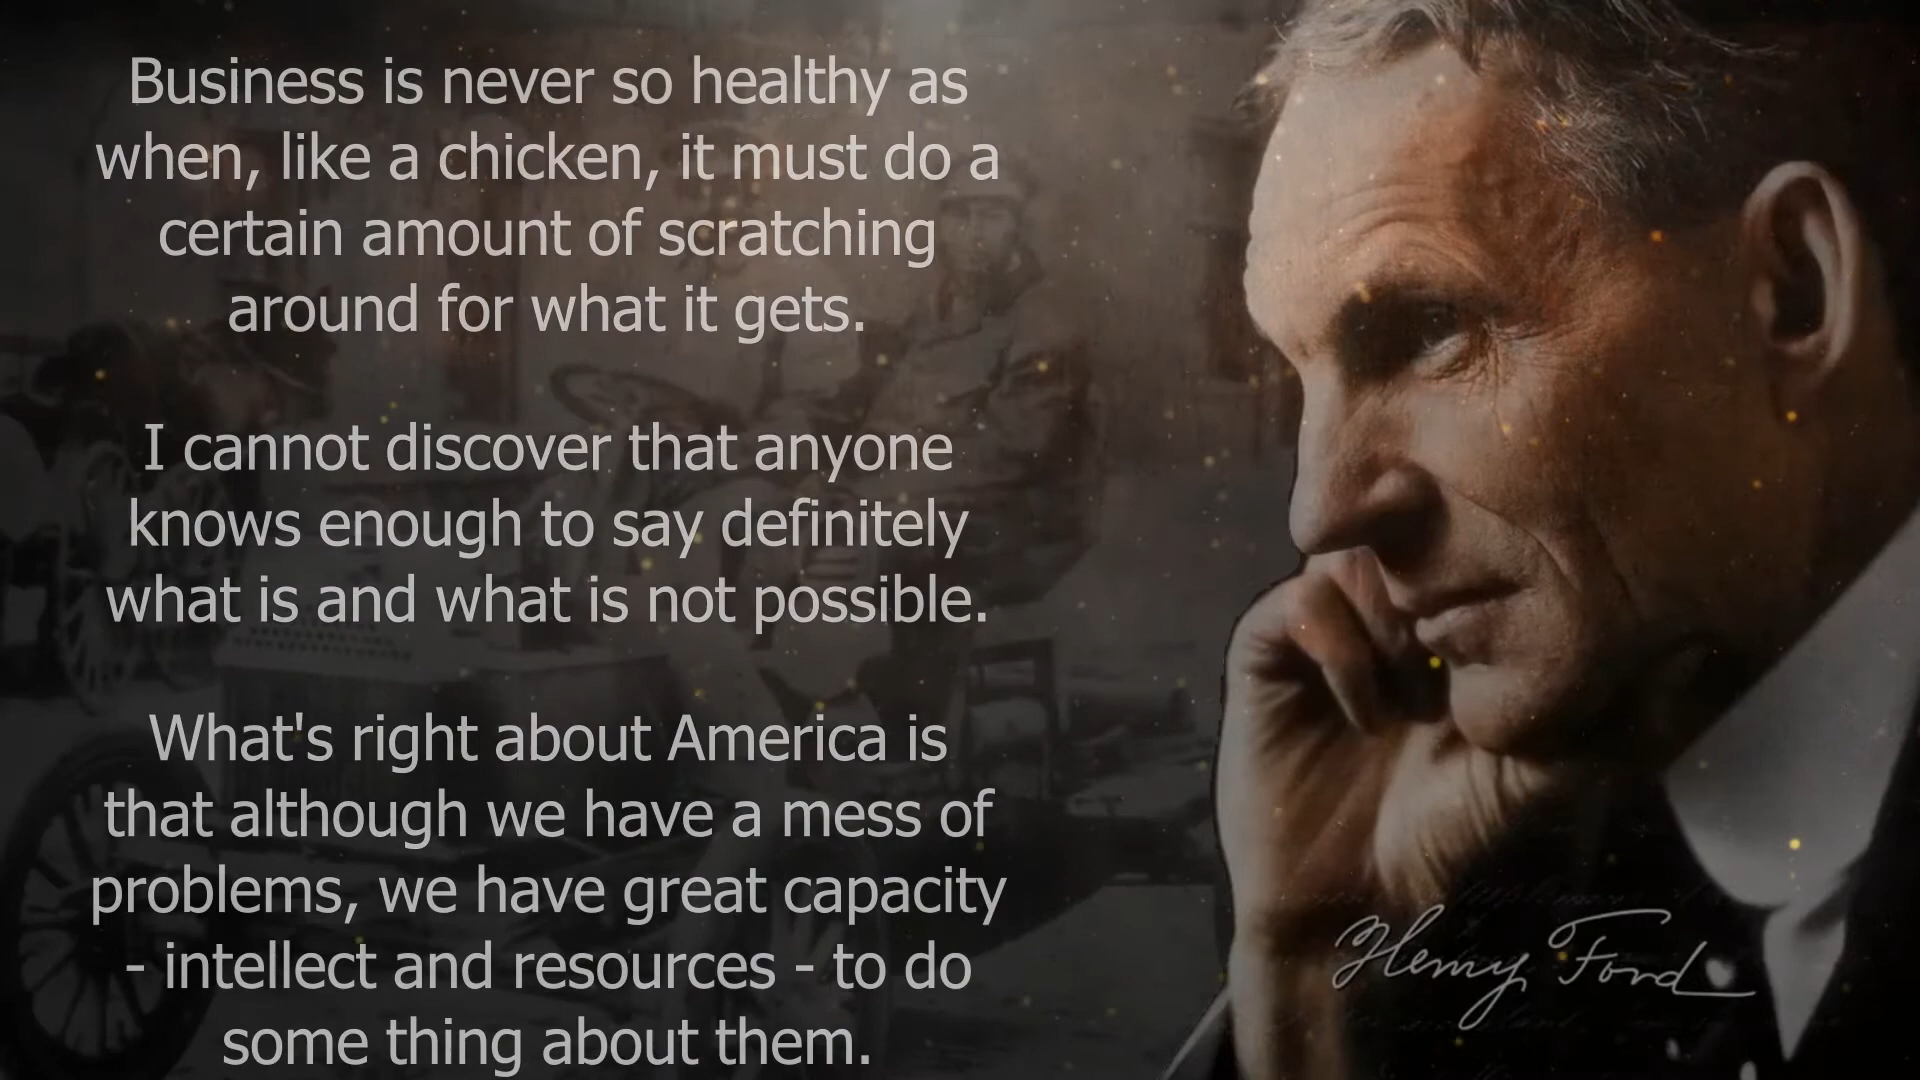 Business is never so healthy as
when, like a chicken, it must do a
certain amount of scratching
around for what it gets.
I cannot discover that anyone
knows enough to say definitely
what is and what is not possible.
What's right about America is
that although we have a mess of
problems, we have great capacity
- intellect and resources - to do
some thing about them.
Henry Ford